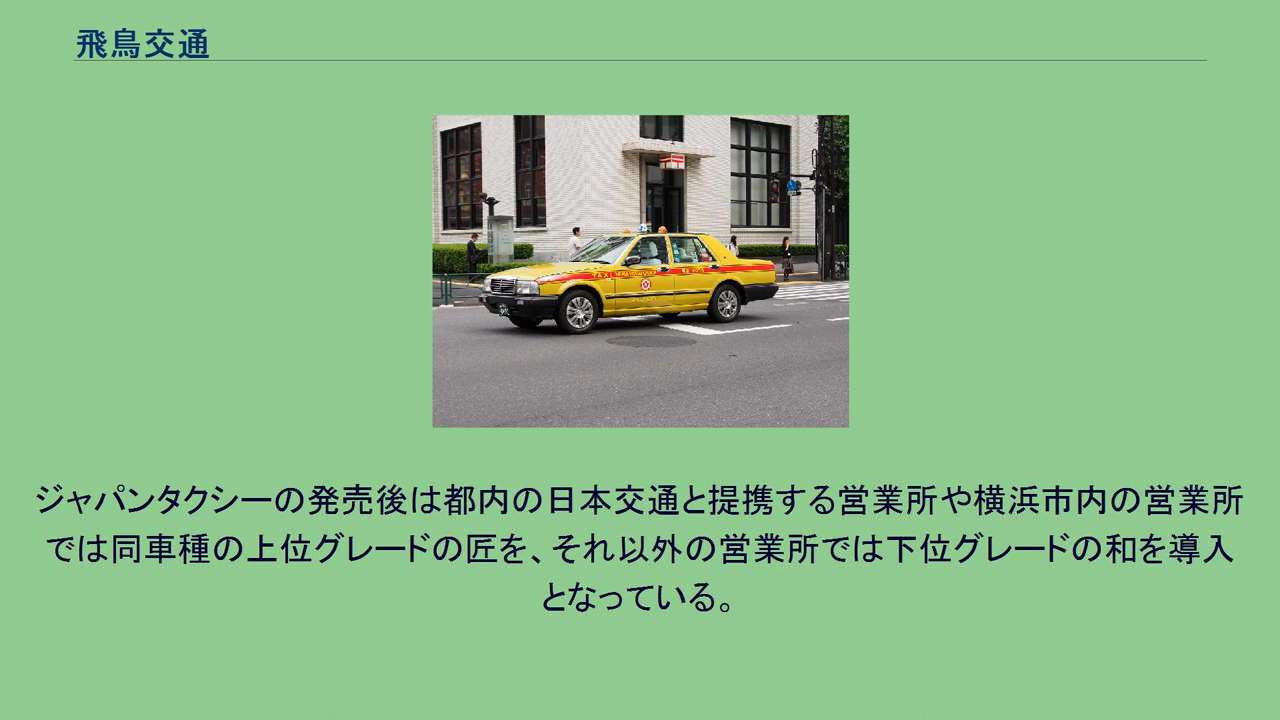 飛鳥交通
ジャパンタクシーの発売後は都内の日本交通と提携する営業所や横浜市内の営業所
では同車種の上位グレードの匠を、それ以外の営業所では下位グレードの和を導入
となっている。